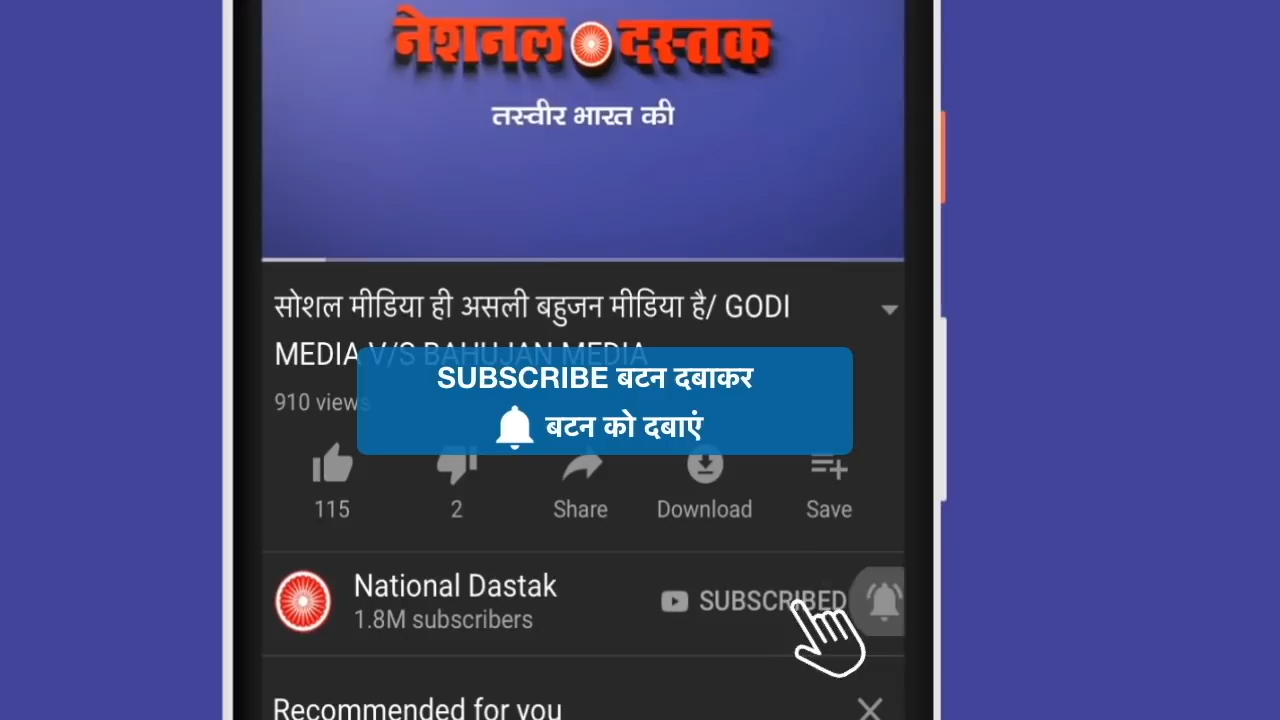 नेशनल दस्तक
तस्वीर भारत की
सोशल मीडिया ही असली बहुजन मीडिया है/ GODI
MEDIA V/S BAHUJAN MEDIA
910 views
SUBSCRIBE बटन दबाकर
बटन को दबाएं
115
2
Share
Download
Save
National Dastak
1.8M subscribers
SUBSCRIBED
Recommended for you